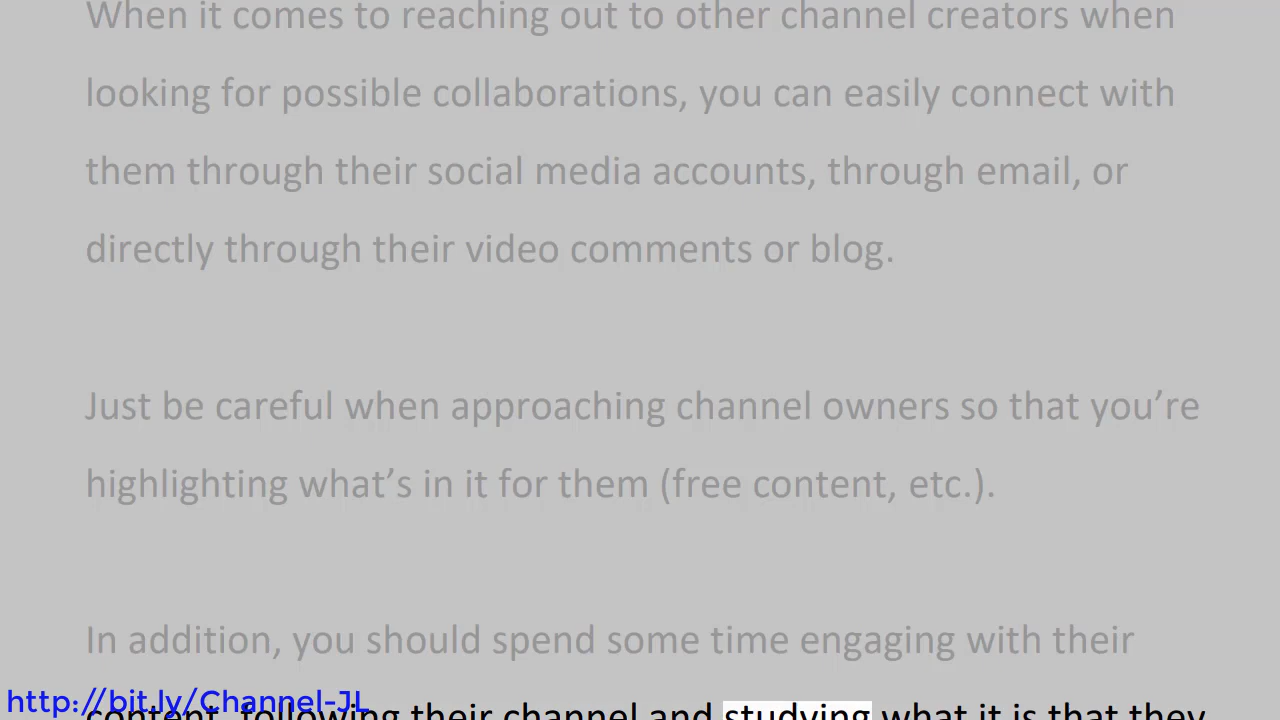 When it comes to reaching out to other channel creators when
looking for possible collaborations, you can easily connect with
them through their social media accounts, through email, or
directly through their video comments or blog.
Just be careful when approaching channel owners so that you’re
highlighting what’s in it for them (free content, etc.).
In addition, you should spend some time engaging with their
http://bit.ly/Channel-JL
content, following their channel and studying what it is that they